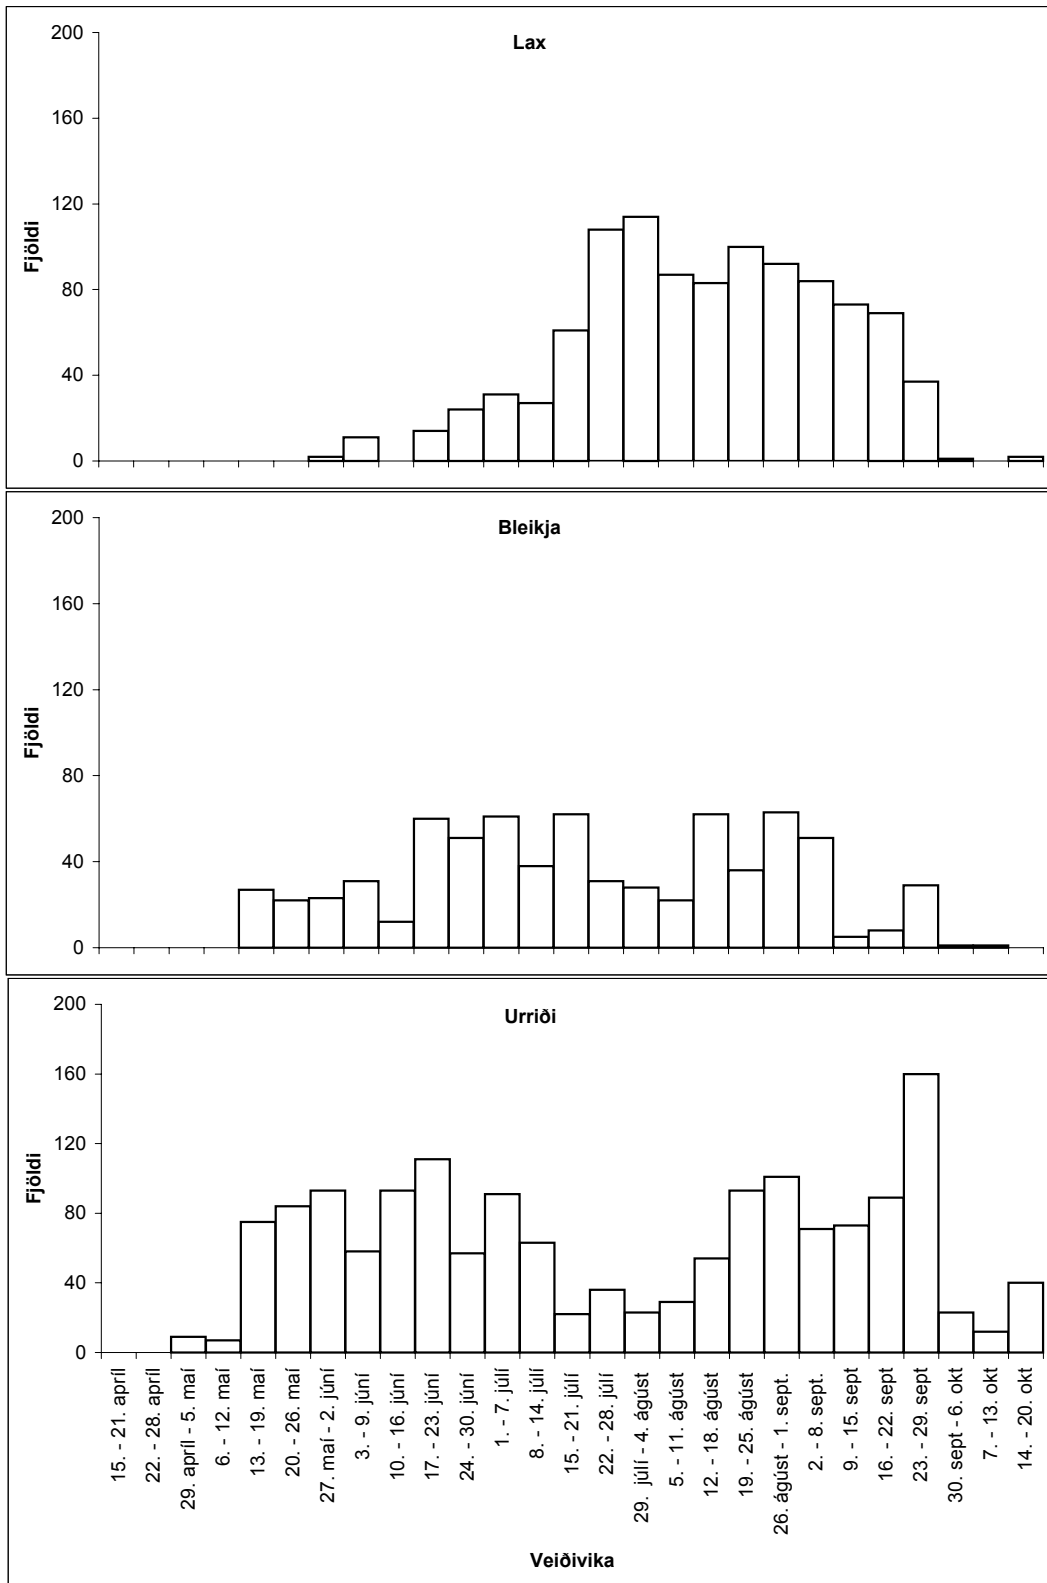 Lax
200
160
120
80
40
0
Fjöldi
Bleikja
200
160
120
80
40
0
Fjöldi
Urriði
200
160
120
80
40
0
Fjöldi
15. - 21. apríl
22. - 28. apríl
29. apríl - 5. maí
6. - 12. maí
13. - 19. maí
20. - 26. maí
27. maí - 2. júní
3. - 9. júní
10. - 16. júní
17. - 23. júní
24. - 30. júní
1. - 7. júlí
8. - 14. júlí
15. - 21. júlí
22. - 28. júlí
29. júlí - 4. ágúst
5. - 11. ágúst
12. - 18. ágúst
19. - 25. ágúst
26. ágúst - 1. sept.
2. - 8. sept.
9. - 15. sept
16. - 22. sept
23. - 29. sept
30. sept - 6. okt
7. - 13. okt
14. - 20. okt
Veiðivika